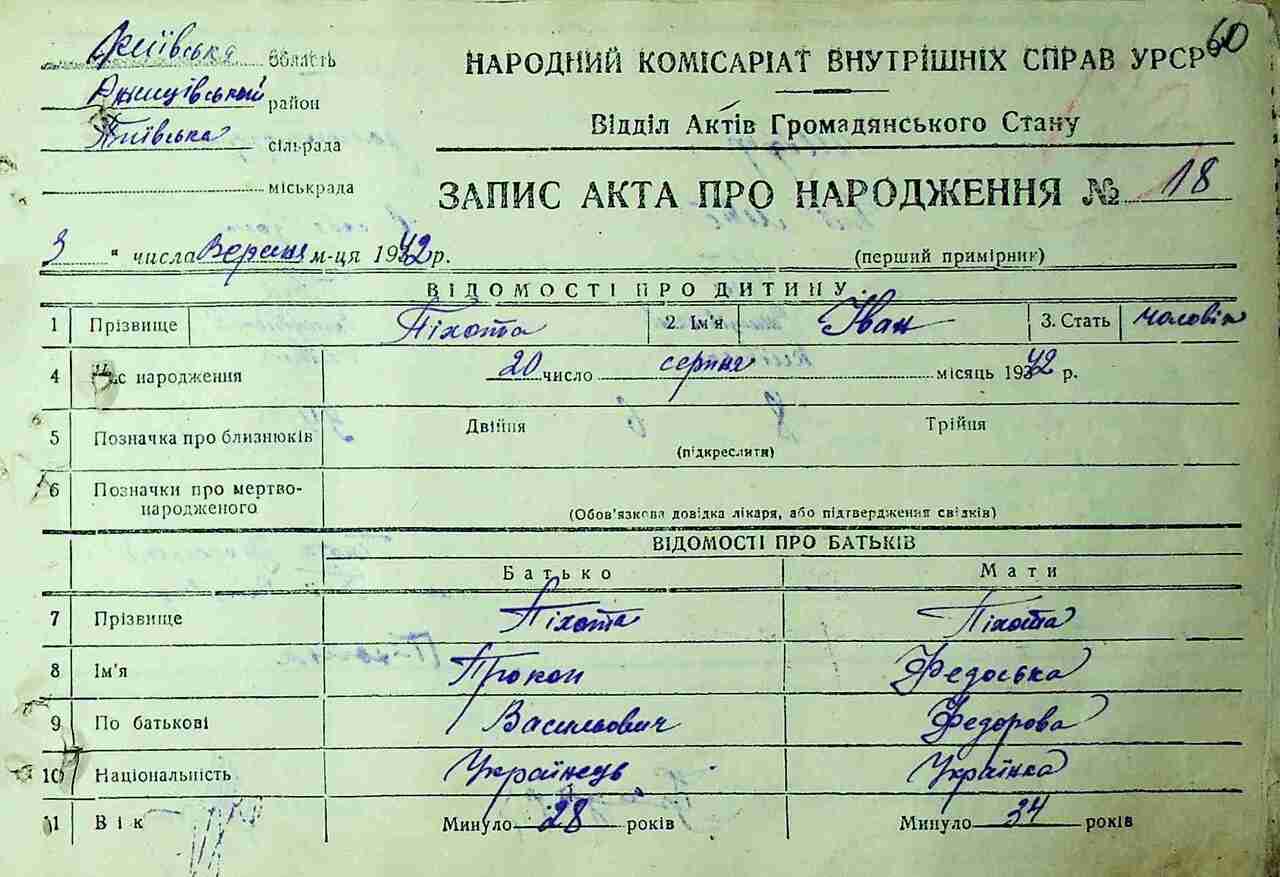 Київська область
60
НАРОДНИЙ КОМІСАРІАТ ВНУТРІШНІХ СПРАВ УРСР
Ржищівський район
Відділ Актів Громадянського Стану
сільрада
міськрада
ЗАПИС АКТА ПРО НАРОДЖЕННЯ № 18
3 " числа Вересня м-ця 1942 р.
(перший примірник)
ВІДОМОСТІ ПРО ДИТИНУ
1 Прізвище Піхота 2. Ім'я Іван 3. Стать чоловік
4 Час народження 20 число серпня місяць 1942 р.
5 Позначка про близнюків Двійня Трійня
(підкреслити)
6 Позначки про мертво-
народженого
(Обов'язкова довідка лікаря, або підтвердження свідків)
ВІДОМОСТІ ПРО БАТЬКІВ
Батько Мати
7 Прізвище Піхота Піхота
8 Ім'я Прокоп Федоська
9 По батькові Васильович Федорова
10 Національність Українець Українка
11 Вік Минуло 28 років Минуло 34 років